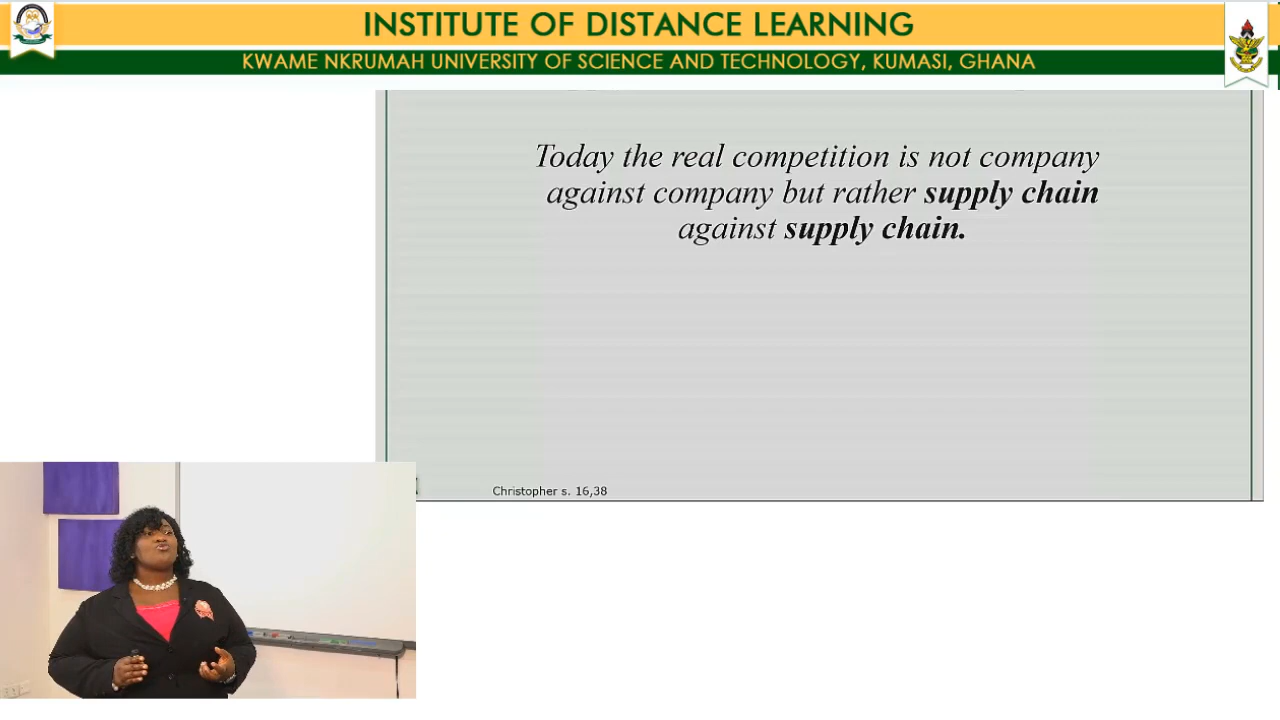 INSTITUTE OF DISTANCE LEARNING
KWAME NKRUMAH UNIVERSITY OF SCIENCE AND TECHNOLOGY, KUMASI, GHANA
Today the real competition is not company
against company but rather supply chain
against supply chain.
Christopher s. 16,38